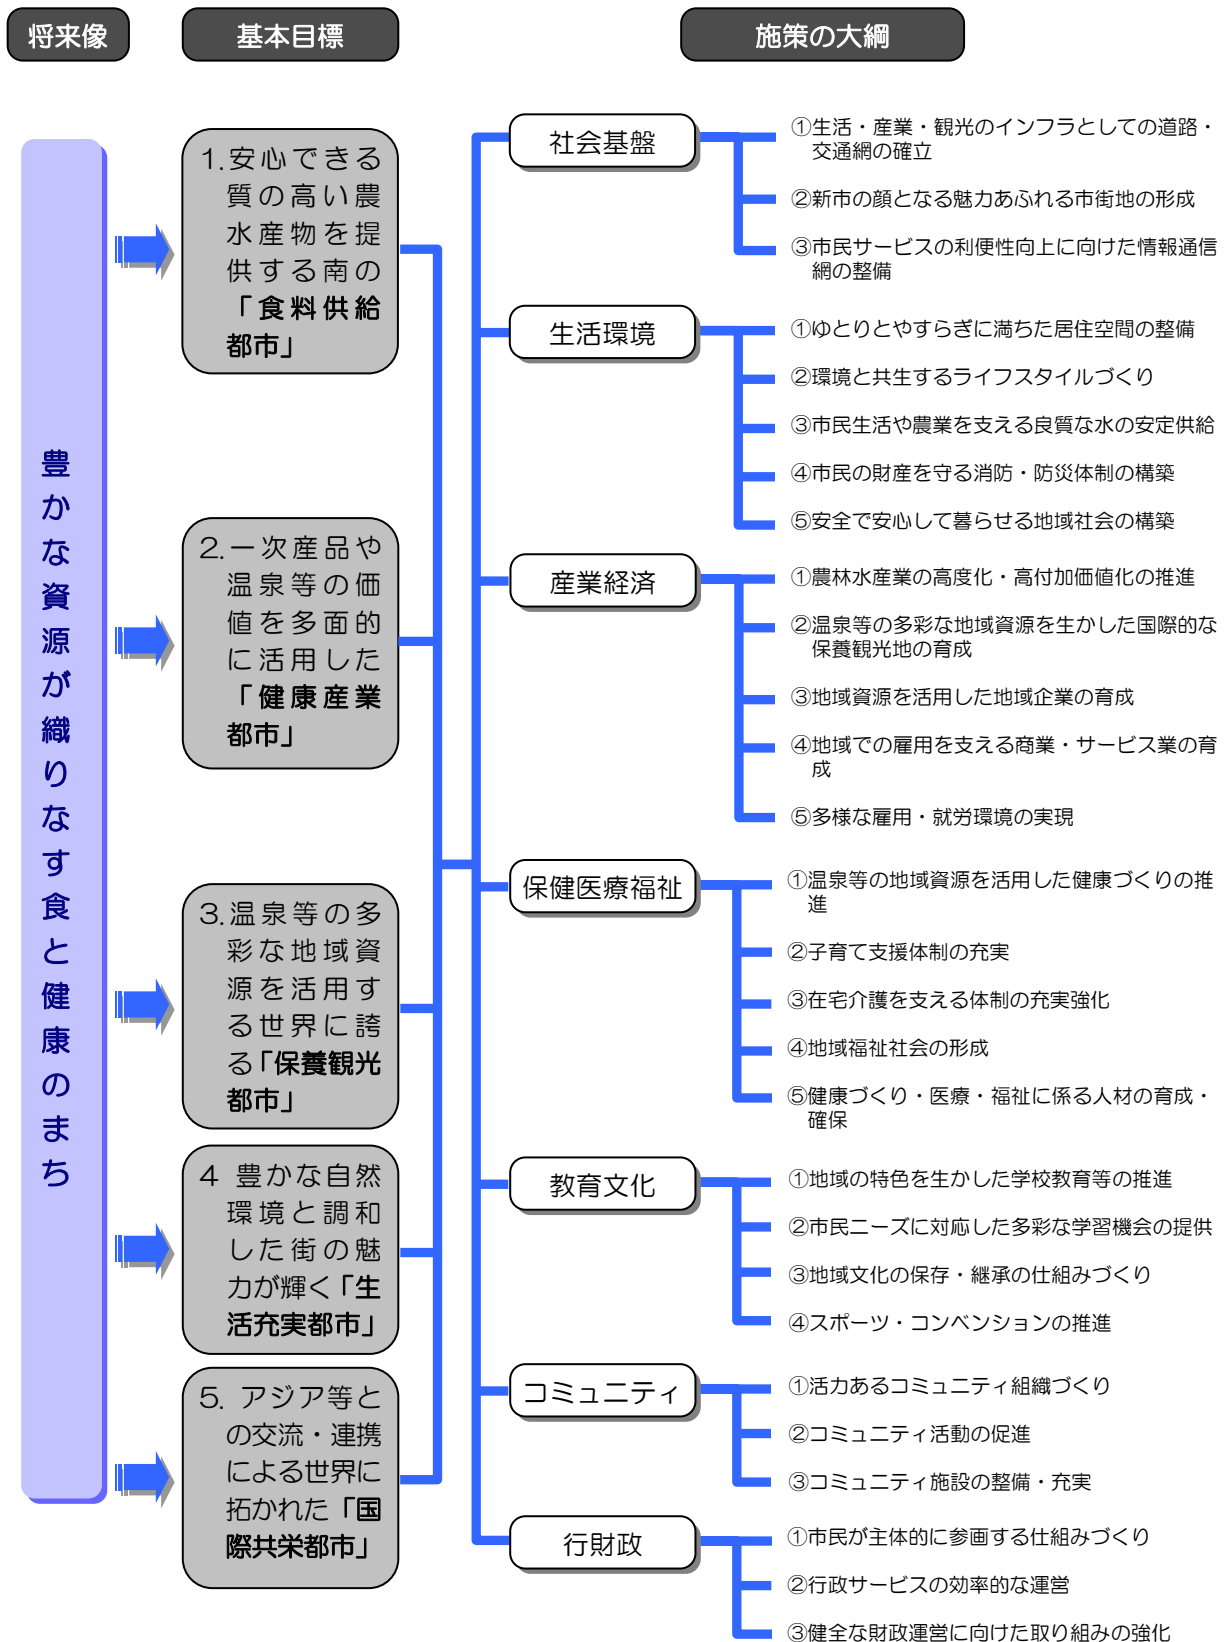 将来像
基本目標
施策の大綱
豊かな資源が織りなす食と健康のまち
1.安心できる
質の高い農
水産物を提
供する南の
「食料供給
都市」
2.一次産品や
温泉等の価
値を多面的
に活用した
「健康産業
都市」
3.温泉等の多
彩な地域資
源を活用す
る世界に誇
る「保養観光
都市」
4 豊かな自然
環境と調和
した街の魅
力が輝く「生
活充実都市」
5. アジア等と
の交流・連携
による世界に
拓かれた「国
際共栄都市」
社会基盤
①生活・産業・観光のインフラとしての道路・
交通網の確立
②新市の顔となる魅力あふれる市街地の形成
③市民サービスの利便性向上に向けた情報通信
網の整備
生活環境
①ゆとりとやすらぎに満ちた居住空間の整備
②環境と共生するライフスタイルづくり
③市民生活や農業を支える良質な水の安定供給
④市民の財産を守る消防・防災体制の構築
⑤安全で安心して暮らせる地域社会の構築
産業経済
①農林水産業の高度化・高付加価値化の推進
②温泉等の多彩な地域資源を生かした国際的な
保養観光地の育成
③地域資源を活用した地域企業の育成
④地域での雇用を支える商業・サービス業の育
成
⑤多様な雇用・就労環境の実現
保健医療福祉
①温泉等の地域資源を活用した健康づくりの推
進
②子育て支援体制の充実
③在宅介護を支える体制の充実強化
④地域福祉社会の形成
⑤健康づくり・医療・福祉に係る人材の育成・
確保
教育文化
①地域の特色を生かした学校教育等の推進
②市民ニーズに対応した多彩な学習機会の提供
③地域文化の保存・継承の仕組みづくり
④スポーツ・コンベンションの推進
コミュニティ
①活力あるコミュニティ組織づくり
②コミュニティ活動の促進
③コミュニティ施設の整備・充実
行財政
①市民が主体的に参画する仕組みづくり
②行政サービスの効率的な運営
③健全な財政運営に向けた取り組みの強化